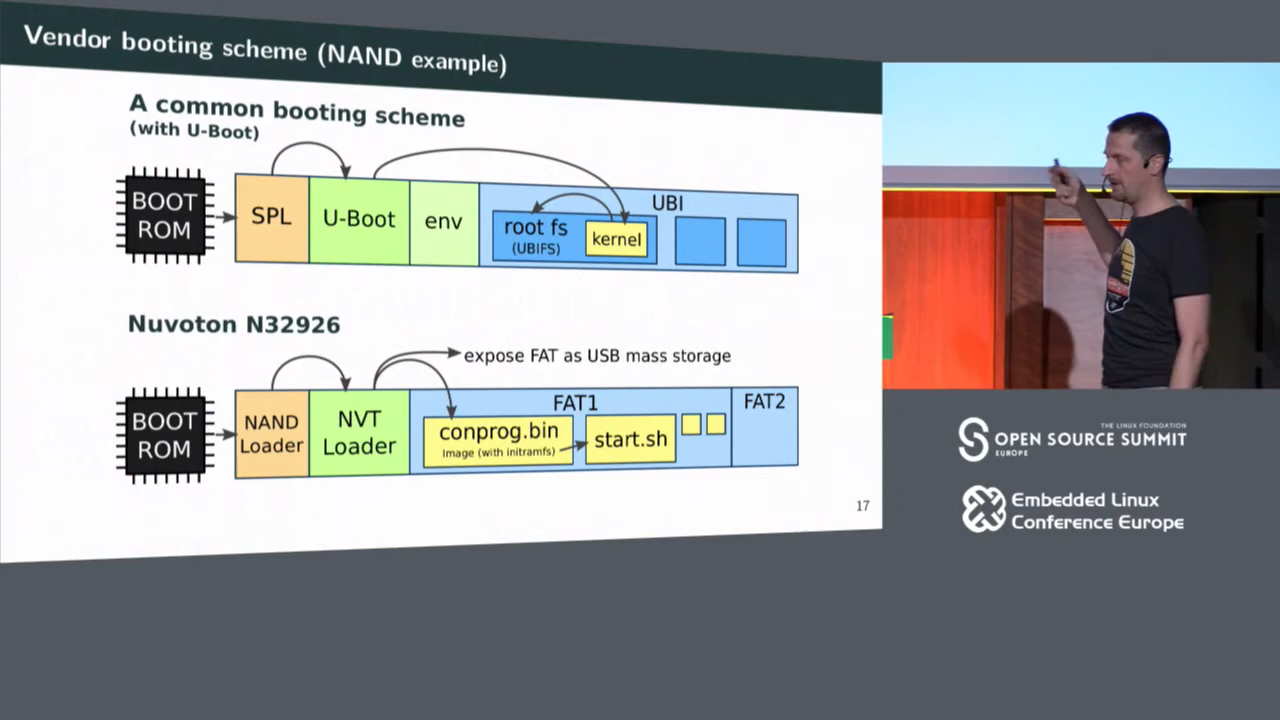 Vendor booting scheme (NAND example)
A common booting scheme
(with U-Boot)
BOOT
ROM
SPL
U-Boot
env
UBI
root fs
(UBIFS)
kernel
Nuvoton N32926
expose FAT as USB mass storage
BOOT
ROM
NAND
Loader
NVT
Loader
FAT1
conprog.bin
Image (with initramfs)
start.sh
FAT2
17
THE LINUX FOUNDATION
OPEN SOURCE SUMMIT
EUROPE
Embedded Linux
Conference Europe